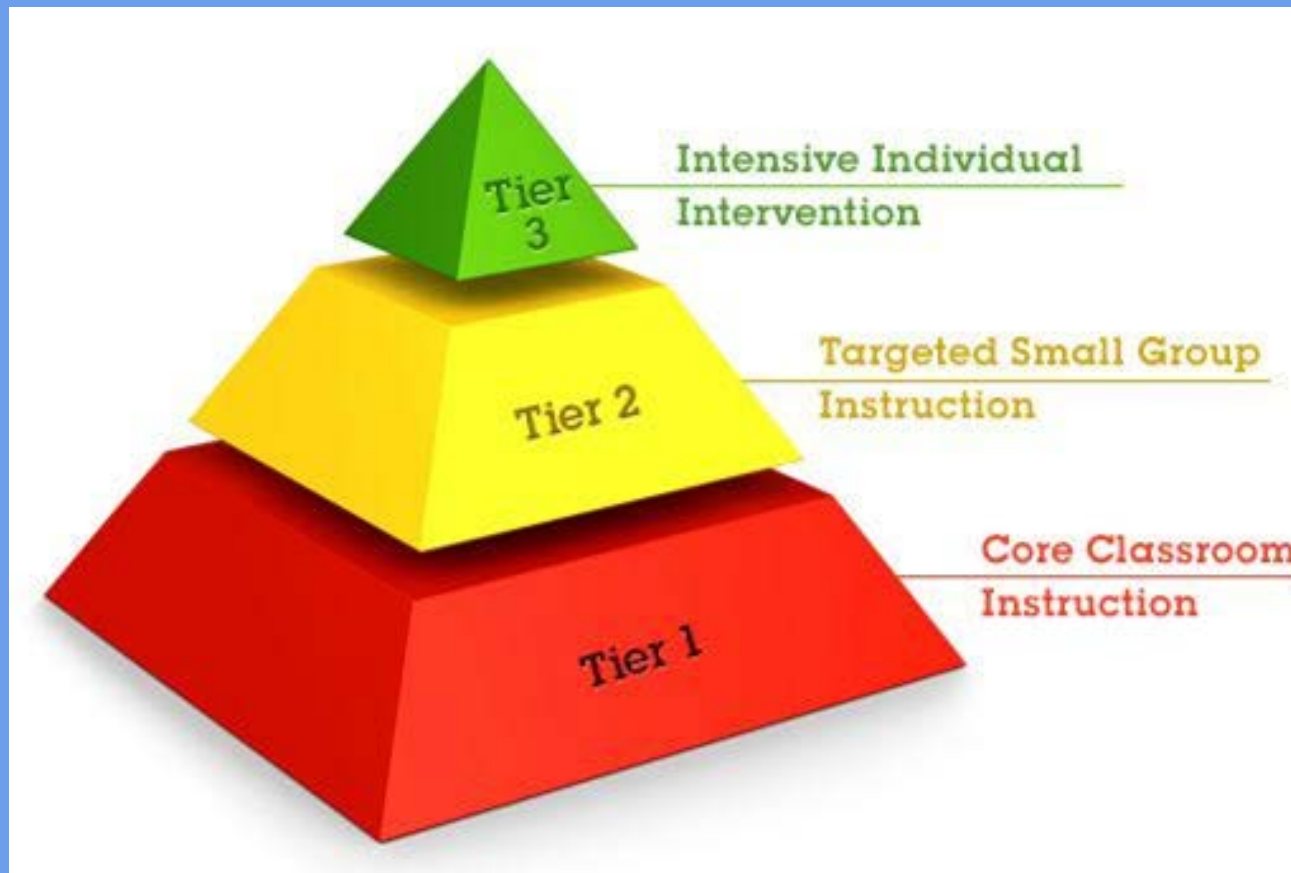 Tier
3
Intensive Individual
Intervention
Tier 2
Targeted Small Group
Instruction
Tier 1
Core Classroom
Instruction